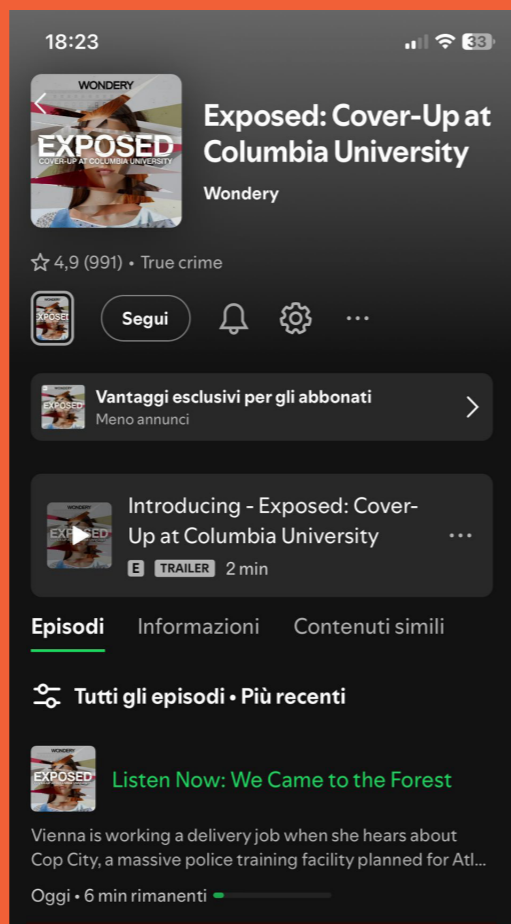 18:23
33
WONDERY
EXPOSED
COVER-UP AT COLUMBIA UNIVERSITY
Exposed: Cover-Up at
Columbia University
Wondery
4,9 (991) • True crime
EXPOSED
Segui
WONDERY
EXPOSED
Vantaggi esclusivi per gli abbonati
Meno annunci
WONDERY
EXPOSED
Introducing - Exposed: Cover-
Up at Columbia University
E TRAILER 2 min
Episodi Informazioni Contenuti simili
Tutti gli episodi • Più recenti
WONDERY
EXPOSED
Listen Now: We Came to the Forest
Vienna is working a delivery job when she hears about
Cop City, a massive police training facility planned for Atl...
Oggi • 6 min rimanenti